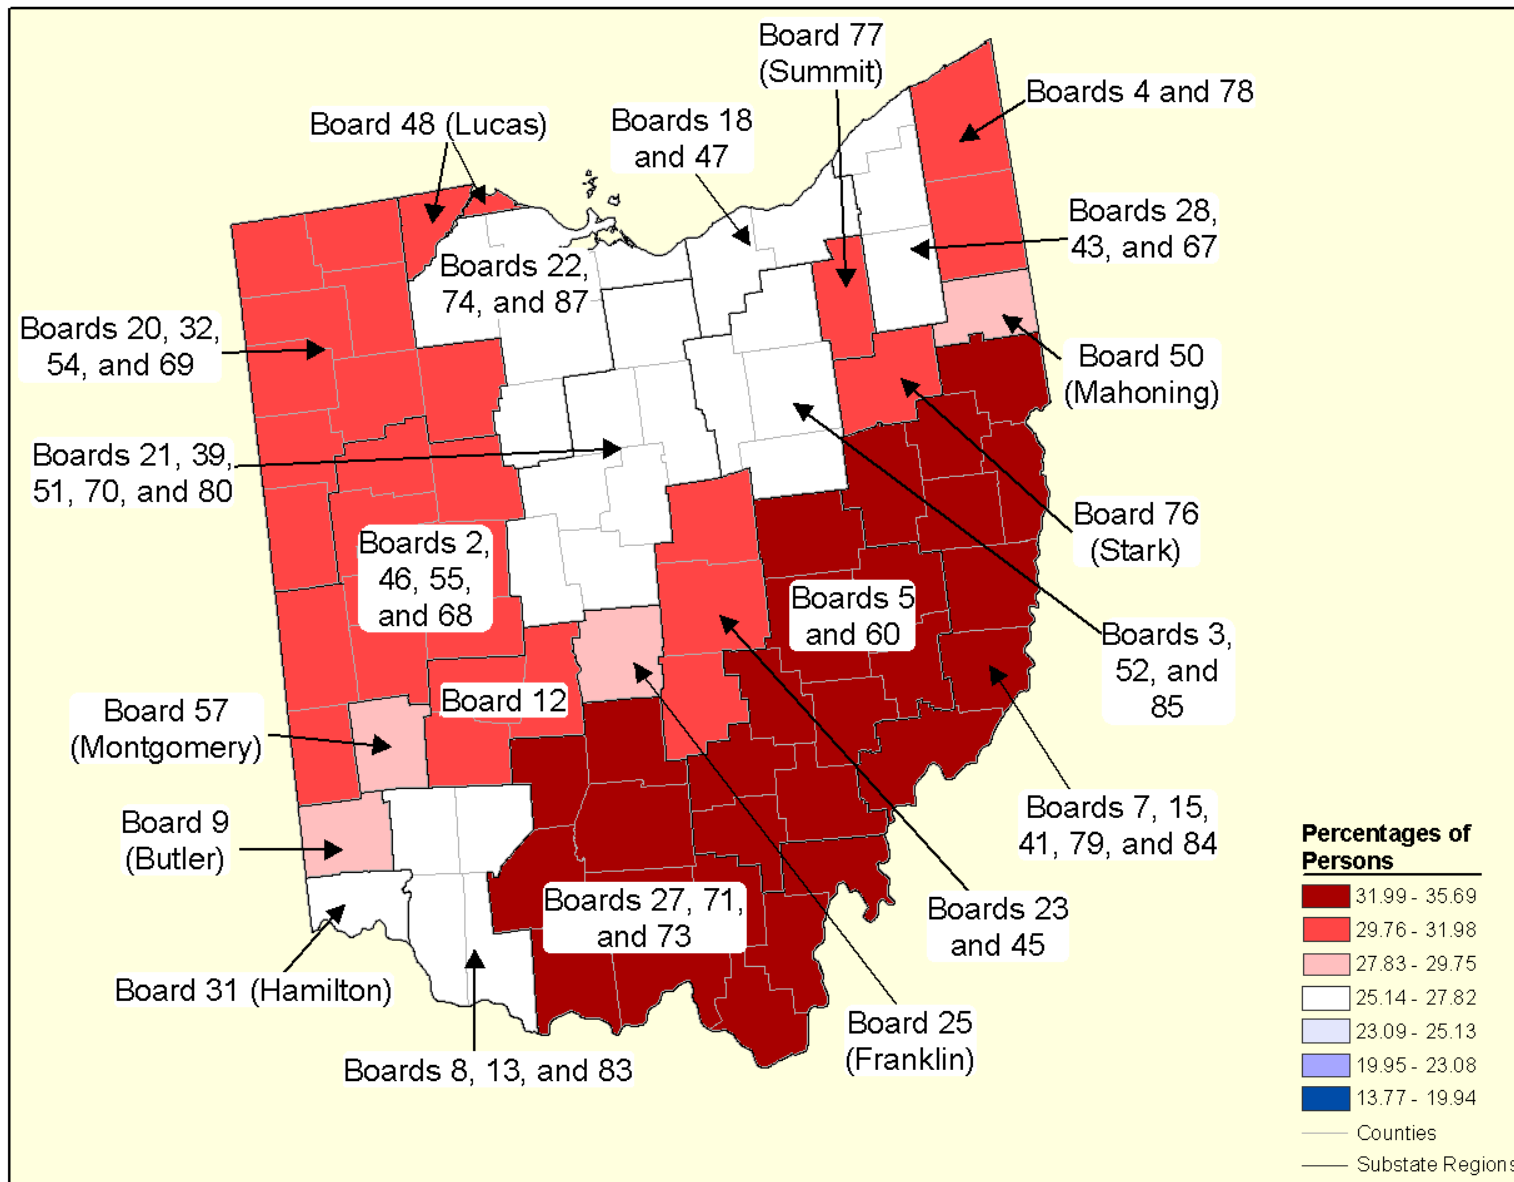 Board 77
(Summit)
Boards 4 and 78
Board 48 (Lucas)
Boards 18
and 47
Boards 28,
43, and 67
Boards 22,
74, and 87
Boards 20, 32,
54, and 69
Board 50
(Mahoning)
Boards 21, 39,
51, 70, and 80
Board 76
(Stark)
Boards 2,
46, 55,
and 68
Boards 5
and 60
Boards 3,
52, and
85
Board 12
Board 57
(Montgomery)
Boards 7, 15,
41, 79, and 84
Board 9
(Butler)
Boards 27, 71,
and 73
Boards 23
and 45
Board 31 (Hamilton)
Board 25
(Franklin)
Boards 8, 13, and 83
Percentages of
Persons
31.99 - 35.69
29.76 - 31.98
27.83 - 29.75
25.14 - 27.82
23.09 - 25.13
19.95 - 23.08
13.77 - 19.94
Counties
Substate Regions